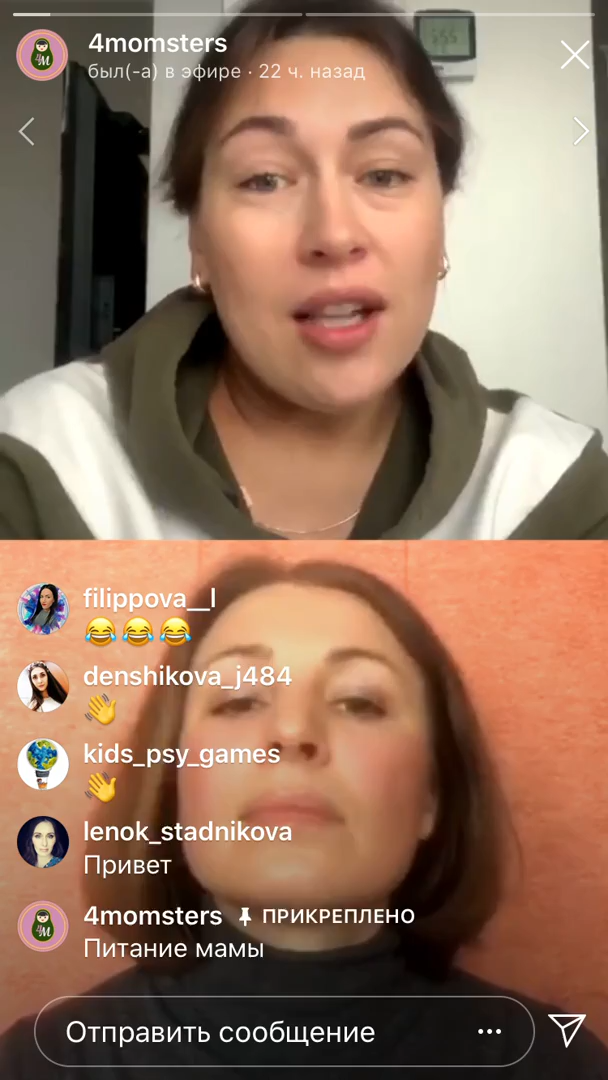 4momsters
был(-а) в эфире · 22 ч. назад
filippova__l
😂😂😂
denshikova_j484
👋
kids_psy_games
👋
lenok_stadnikova
Привет
4momsters 📌 ПРИКРЕПЛЕНО
Питание мамы
Отправить сообщение